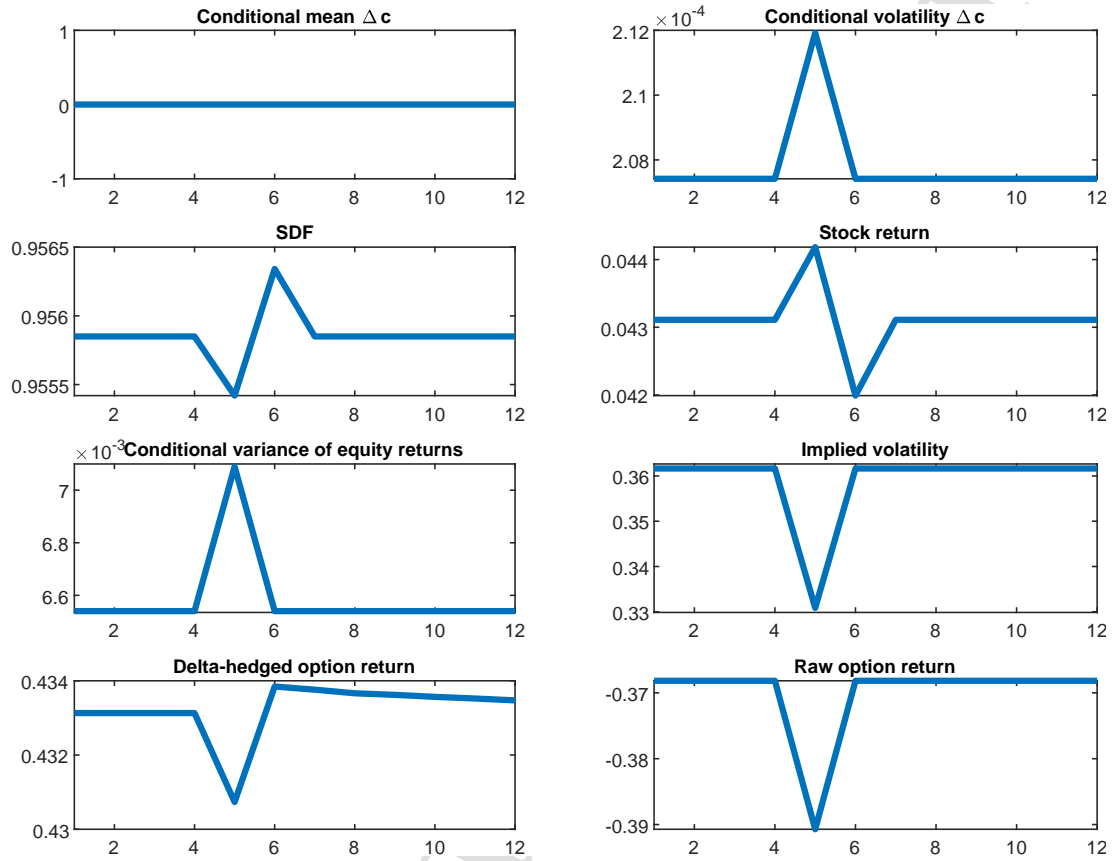 Conditional mean Δ c
1
0
-1
2 4 6 8 10 12
Conditional volatility Δ c
×10^-4
2.12
2.1
2.08
2 4 6 8 10 12
SDF
0.9565
0.956
0.9555
2 4 6 8 10 12
Stock return
0.044
0.043
0.042
2 4 6 8 10 12
Conditional variance of equity returns
×10^-3
7
6.8
6.6
2 4 6 8 10 12
Implied volatility
0.36
0.35
0.34
0.33
2 4 6 8 10 12
Delta-hedged option return
0.434
0.432
0.43
2 4 6 8 10 12
Raw option return
-0.37
-0.38
-0.39
2 4 6 8 10 12